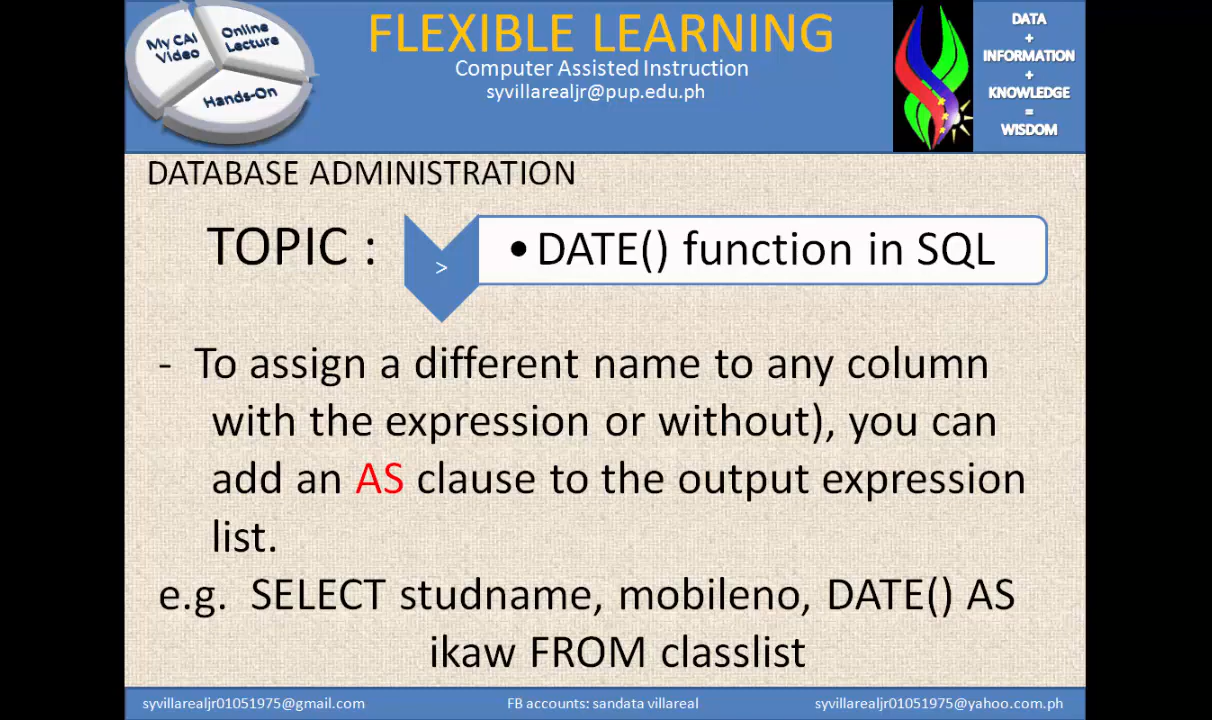 My CAI
Video
Online
Lecture
Hands-On
FLEXIBLE LEARNING
Computer Assisted Instruction
syvillarealjr@pup.edu.ph
DATA
+
INFORMATION
+
KNOWLEDGE
=
WISDOM
DATABASE ADMINISTRATION
TOPIC :
>
• DATE() function in SQL
- To assign a different name to any column
with the expression or without), you can
add an AS clause to the output expression
list.
e.g. SELECT studname, mobileno, DATE() AS
ikaw FROM classlist
syvillarealjr01051975@gmail.com
FB accounts: sandata villareal
syvillarealjr01051975@yahoo.com.ph